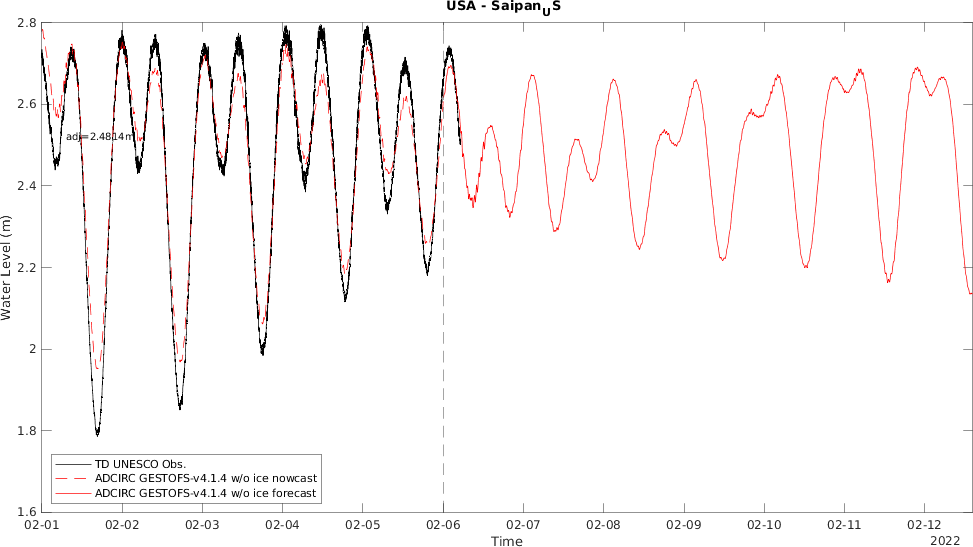 USA - Saipan_US
2.8
2.6
2.4
2.2
2
1.8
1.6
Water Level (m)
adj=2.4814m
TD UNESCO Obs.
ADCIRC GESTOFS-v4.1.4 w/o ice nowcast
ADCIRC GESTOFS-v4.1.4 w/o ice forecast
02-01 02-02 02-03 02-04 02-05 02-06 02-07 02-08 02-09 02-10 02-11 02-12
Time
2022